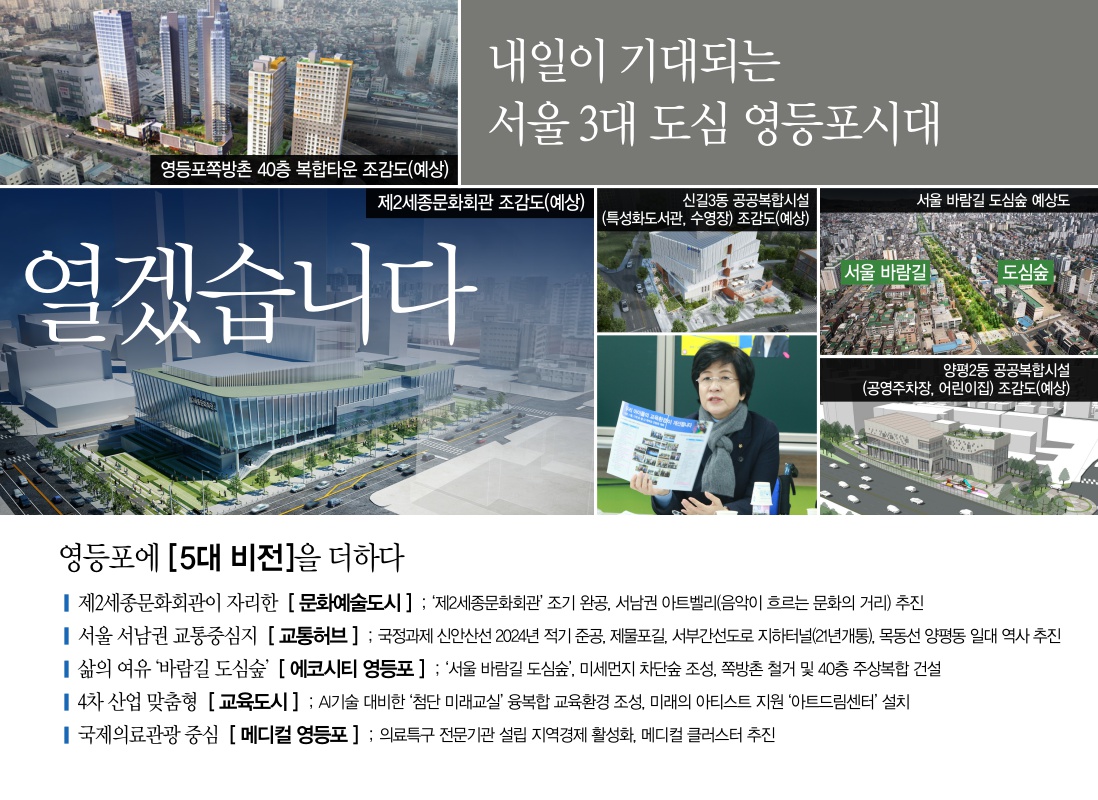 내일이 기대되는
서울 3대 도심 영등포시대
영등포쪽방촌 40층 복합타운 조감도(예상)
제2세종문화회관 조감도(예상)
열겠습니다
신길3동 공공복합시설
(특성화도서관, 수영장) 조감도(예상)
서울 바람길 도심숲 예상도
서울 바람길
도심숲
양평2동 공공복합시설
(공영주차장, 어린이집) 조감도(예상)
영등포에 [5대 비전]을 더하다
제2세종문화회관이 자리한 [ 문화예술도시 ] ; ‘제2세종문화회관’ 조기 완공, 서남권 아트벨리(음악이 흐르는 문화의 거리) 추진
서울 서남권 교통중심지 [ 교통허브 ] ; 국정과제 신안산선 2024년 적기 준공, 제물포길, 서부간선도로 지하터널(21년개통), 목동선 양평동 일대 역사 추진
삶의 여유 ‘바람길 도심숲’ [ 에코시티 영등포 ] ; ‘서울 바람길 도심숲’, 미세먼지 차단숲 조성, 쪽방촌 철거 및 40층 주상복합 건설
4차 산업 맞춤형 [ 교육도시 ] ; AI기술 대비한 ‘첨단 미래교실’ 융복합 교육환경 조성, 미래의 아티스트 지원 ‘아트드림센터’ 설치
국제의료관광 중심 [ 메디컬 영등포 ] ; 의료특구 전문기관 설립 지역경제 활성화, 메디컬 클러스터 추진